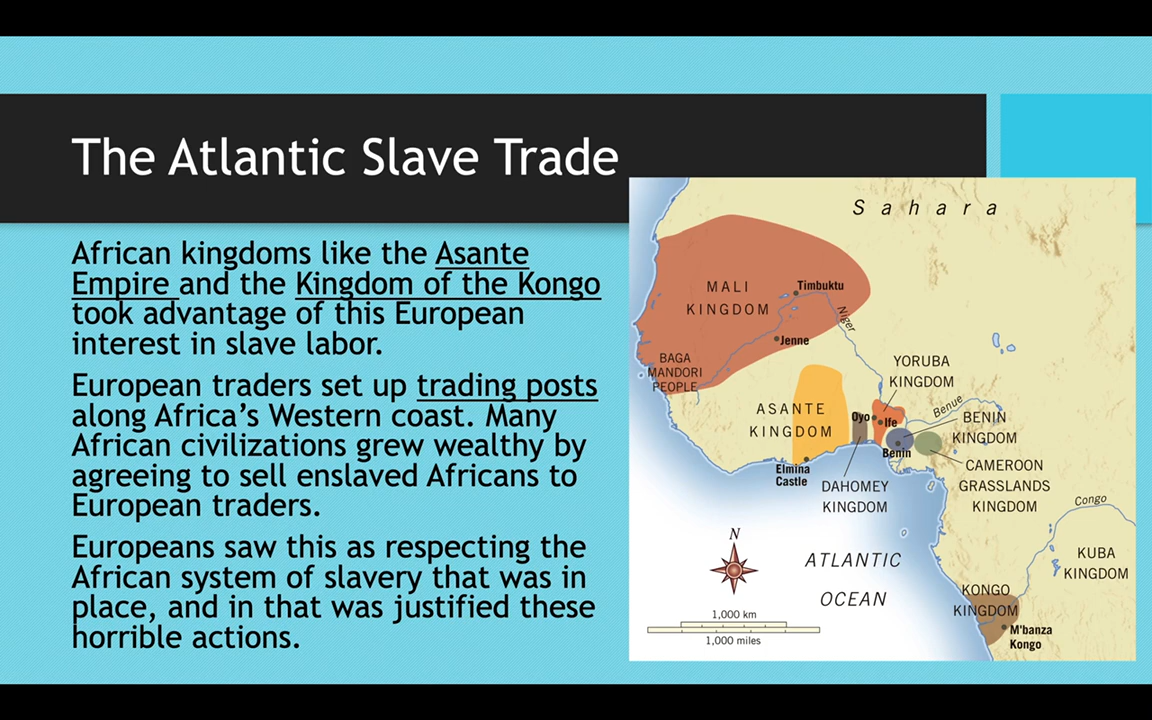 The Atlantic Slave Trade
African kingdoms like the Asante
Empire and the Kingdom of the Kongo
took advantage of this European
interest in slave labor.
European traders set up trading posts
along Africa's Western coast. Many
African civilizations grew wealthy by
agreeing to sell enslaved Africans to
European traders.
Europeans saw this as respecting the
African system of slavery that was in
place, and in that was justified these
horrible actions.
Sahara
MALI
KINGDOM
Timbuktu
Niger
Jenne
BAGA
MANDORI
PEOPLE
YORUBA
KINGDOM
ASANTE
KINGDOM
Oyo
Ife
Benue
BENIN
KINGDOM
Benin
Elmina
Castle
DAHOMEY
KINGDOM
CAMEROON
GRASSLANDS
KINGDOM
Congo
N
ATLANTIC
OCEAN
KUBA
KINGDOM
KONGO
KINGDOM
M'banza
Kongo
1,000 km
1,000 miles